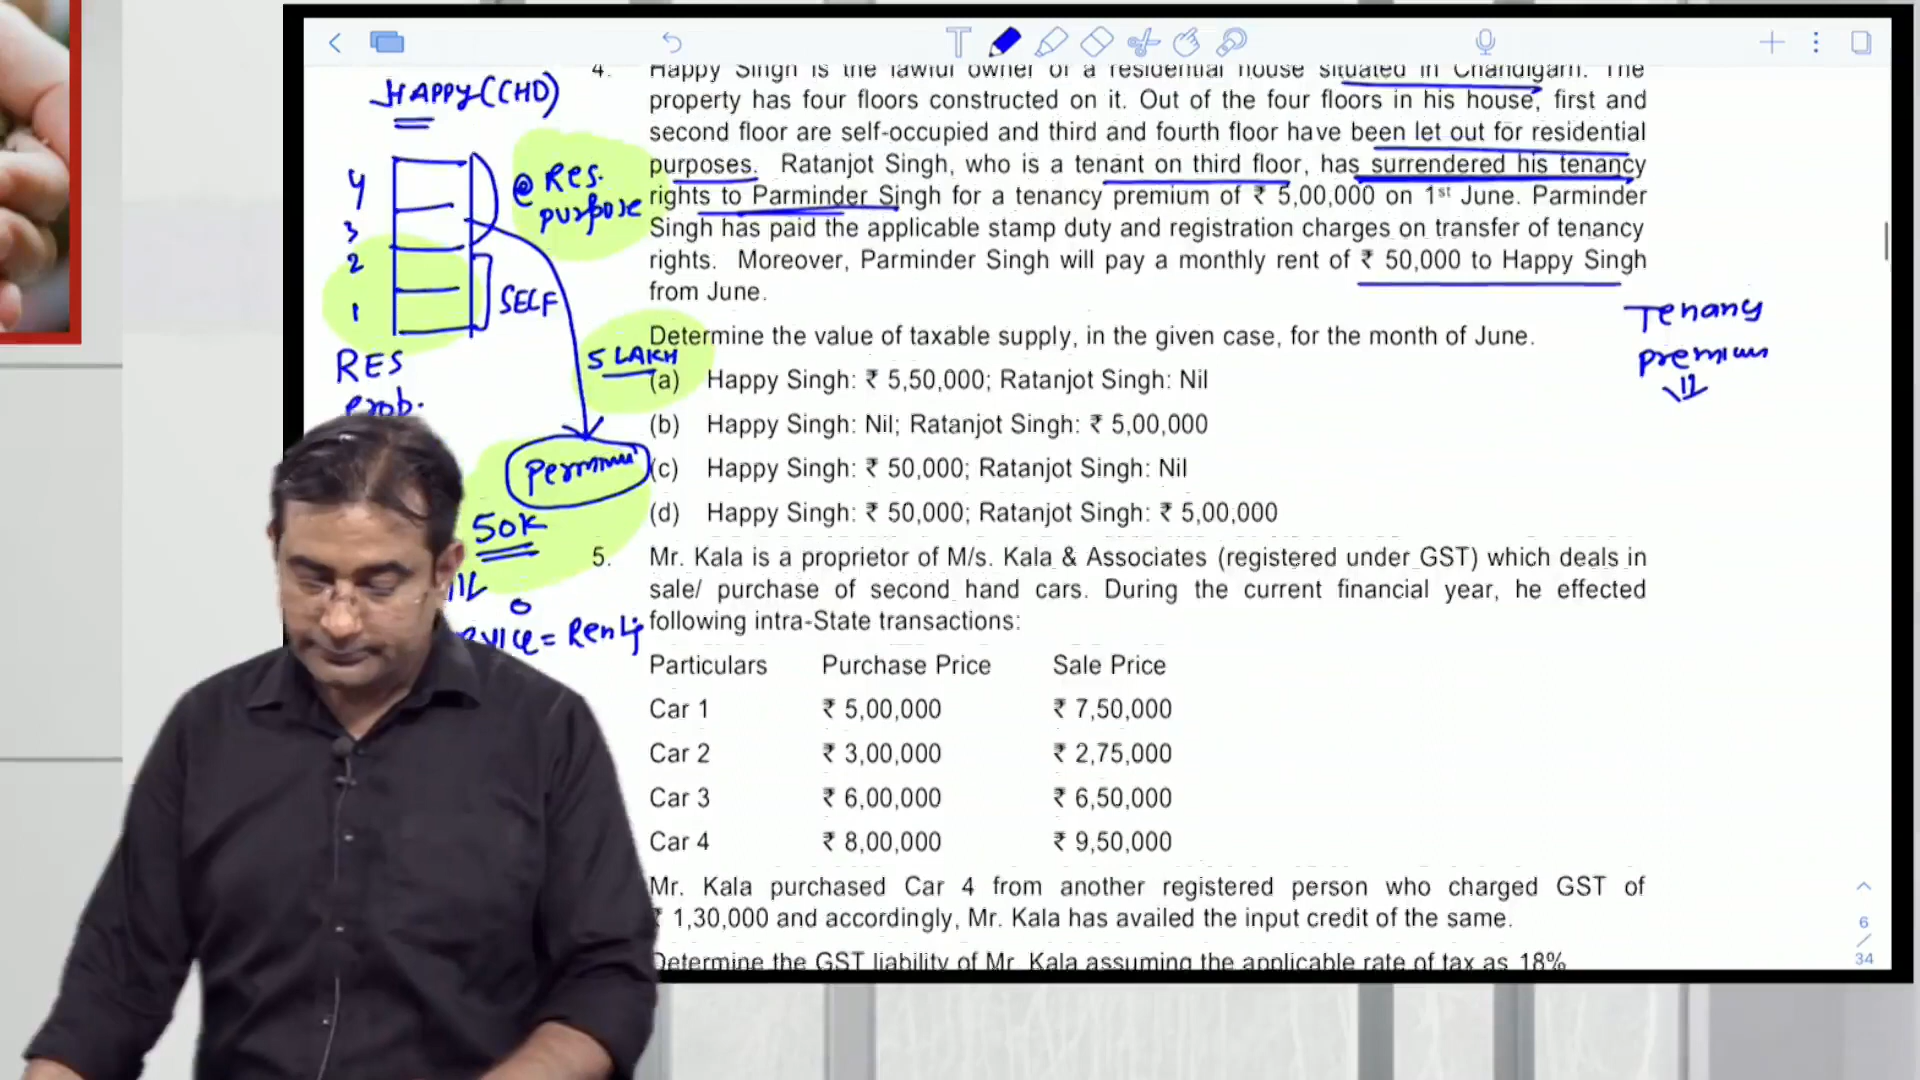 HAPPY (CHD)
4
3
2
1
@ Res.
purpose
SELF
RES
prob.
5 LAKH
50K
0
= Renting
Tenancy
premium
4. Happy Singh is the lawful owner of a residential house situated in Chandigarh. The
property has four floors constructed on it. Out of the four floors in his house, first and
second floor are self-occupied and third and fourth floor have been let out for residential
purposes. Ratanjot Singh, who is a tenant on third floor, has surrendered his tenancy
rights to Parminder Singh for a tenancy premium of ₹ 5,00,000 on 1st June. Parminder
Singh has paid the applicable stamp duty and registration charges on transfer of tenancy
rights. Moreover, Parminder Singh will pay a monthly rent of ₹ 50,000 to Happy Singh
from June.
Determine the value of taxable supply, in the given case, for the month of June.
(a) Happy Singh: ₹ 5,50,000; Ratanjot Singh: Nil
(b) Happy Singh: Nil; Ratanjot Singh: ₹ 5,00,000
(c) Happy Singh: ₹ 50,000; Ratanjot Singh: Nil
(d) Happy Singh: ₹ 50,000; Ratanjot Singh: ₹ 5,00,000
5. Mr. Kala is a proprietor of M/s. Kala & Associates (registered under GST) which deals in
sale/ purchase of second hand cars. During the current financial year, he effected
following intra-State transactions:
Particulars Purchase Price Sale Price
Car 1 ₹ 5,00,000 ₹ 7,50,000
Car 2 ₹ 3,00,000 ₹ 2,75,000
Car 3 ₹ 6,00,000 ₹ 6,50,000
Car 4 ₹ 8,00,000 ₹ 9,50,000
Mr. Kala purchased Car 4 from another registered person who charged GST of
₹ 1,30,000 and accordingly, Mr. Kala has availed the input credit of the same.
Determine the GST liability of Mr. Kala assuming the applicable rate of tax as 18%
6
/
34